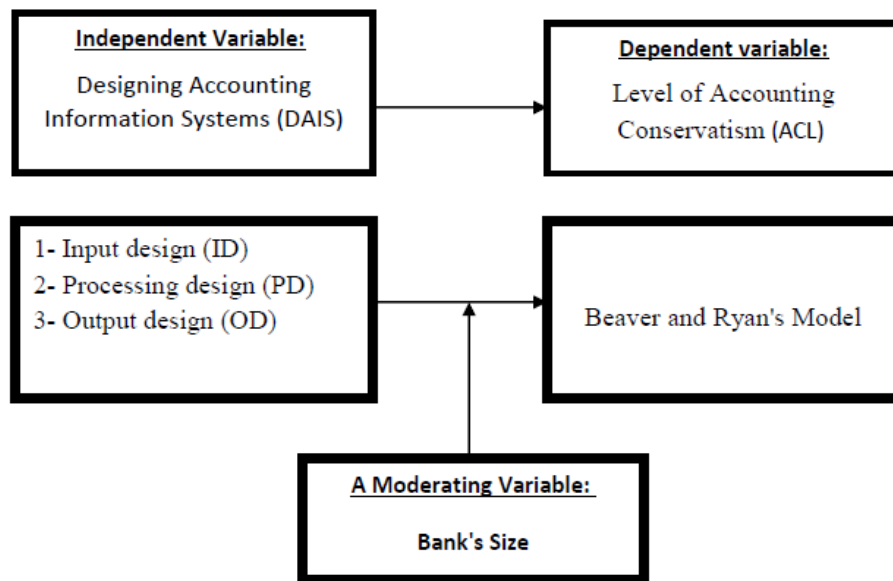 Independent Variable:
Designing Accounting
Information Systems (DAIS)
Dependent variable:
Level of Accounting
Conservatism (ACL)
1- Input design (ID)
2- Processing design (PD)
3- Output design (OD)
Beaver and Ryan's Model
A Moderating Variable:
Bank's Size